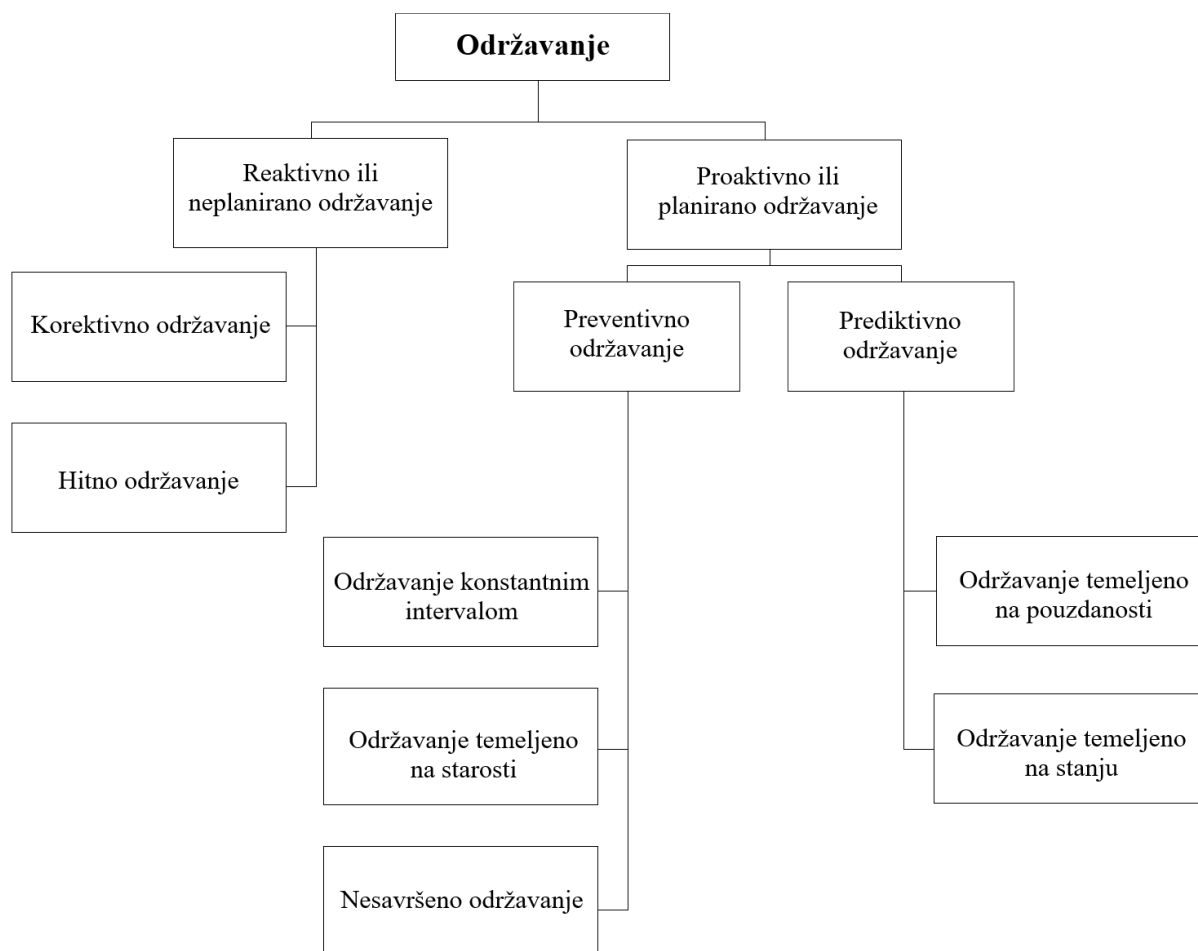 Održavanje
Reaktivno ili
neplanirano održavanje
Proaktivno ili
planirano održavanje
Korektivno održavanje
Hitno održavanje
Preventivno
održavanje
Prediktivno
održavanje
Održavanje konstantnim
intervalom
Održavanje temeljeno
na starosti
Nesavršeno održavanje
Održavanje temeljeno
na pouzdanosti
Održavanje temeljeno
na stanju